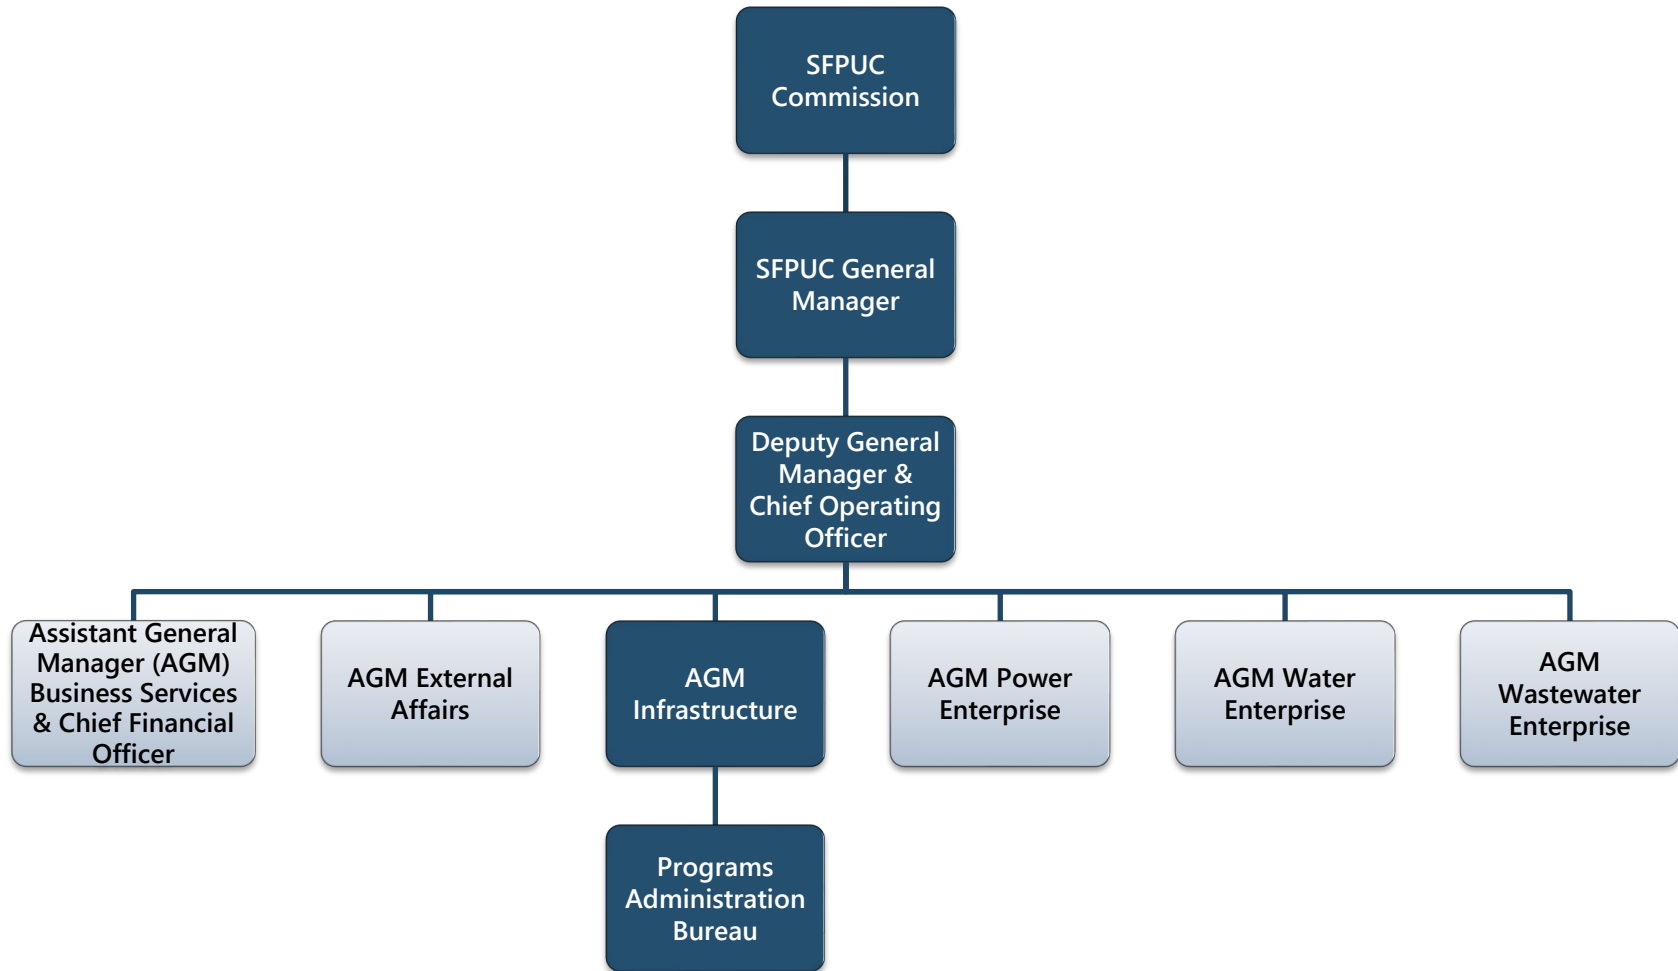 SFPUC
Commission
SFPUC General
Manager
Deputy General
Manager &
Chief Operating
Officer
Assistant General
Manager (AGM)
Business Services
& Chief Financial
Officer
AGM External
Affairs
AGM
Infrastructure
AGM Power
Enterprise
AGM Water
Enterprise
AGM
Wastewater
Enterprise
Programs
Administration
Bureau